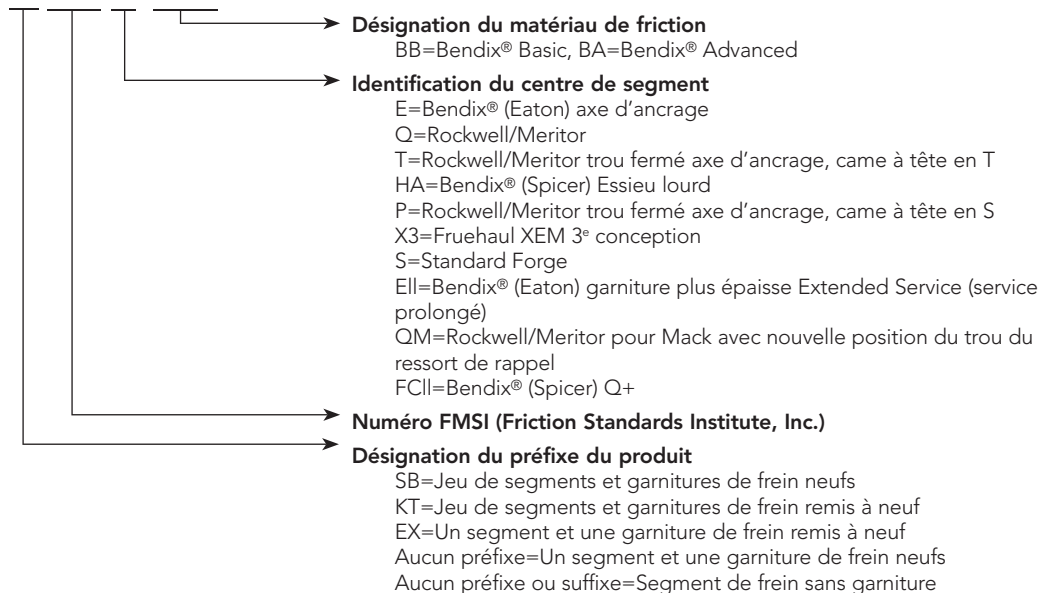 Désignation du matériau de friction
BB=Bendix® Basic, BA=Bendix® Advanced
Identification du centre de segment
E=Bendix® (Eaton) axe d'ancrage
Q=Rockwell/Meritor
T=Rockwell/Meritor trou fermé axe d'ancrage, came à tête en T
HA=Bendix® (Spicer) Essieu lourd
P=Rockwell/Meritor trou fermé axe d'ancrage, came à tête en S
X3=Fruehaul XEM 3e conception
S=Standard Forge
Ell=Bendix® (Eaton) garniture plus épaisse Extended Service (service
prolongé)
QM=Rockwell/Meritor pour Mack avec nouvelle position du trou du
ressort de rappel
FCll=Bendix® (Spicer) Q+
Numéro FMSI (Friction Standards Institute, Inc.)
Désignation du préfixe du produit
SB=Jeu de segments et garnitures de frein neufs
KT=Jeu de segments et garnitures de frein remis à neuf
EX=Un segment et une garniture de frein remis à neuf
Aucun préfixe=Un segment et une garniture de frein neufs
Aucun préfixe ou suffixe=Segment de frein sans garniture